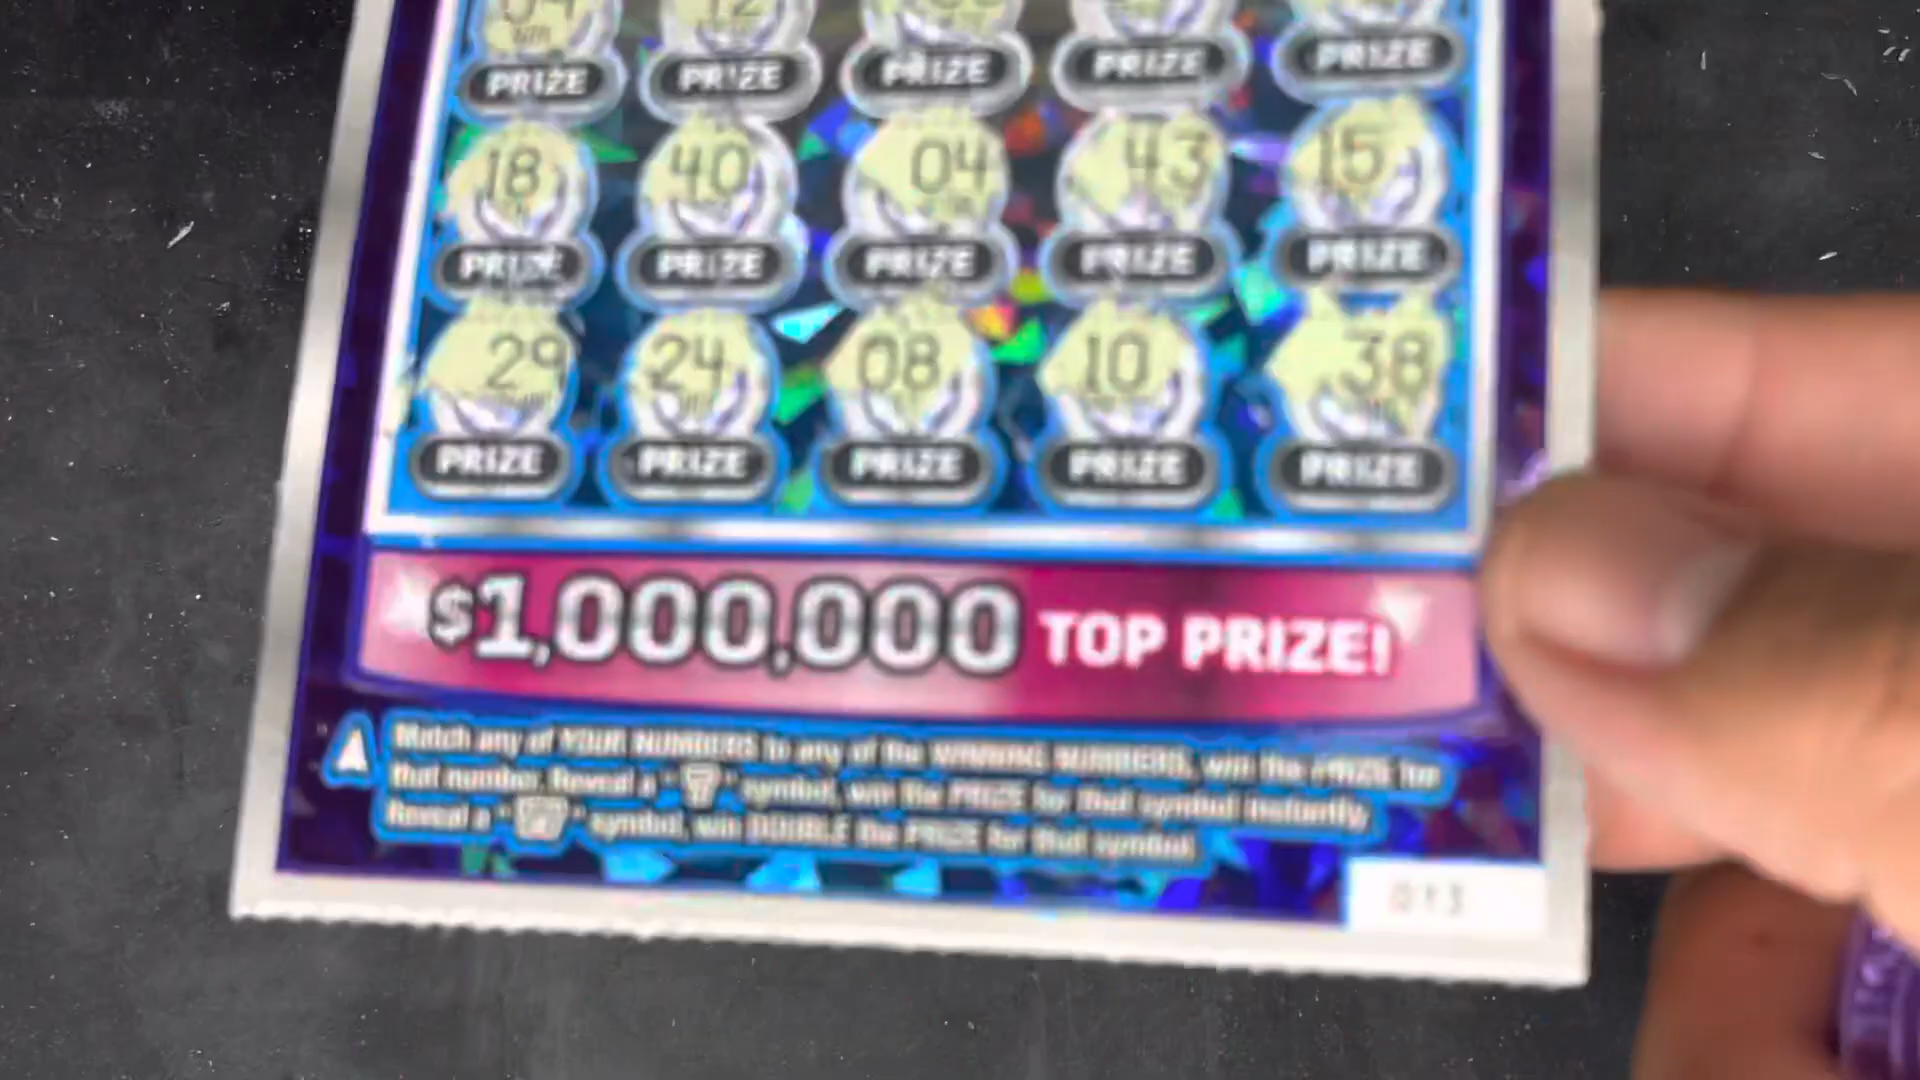 PRIZE PRIZE PRIZE PRIZE PRIZE
18 40 04 43 15
PRIZE PRIZE PRIZE PRIZE PRIZE
29 24 08 10 38
PRIZE PRIZE PRIZE PRIZE PRIZE
$1,000,000 TOP PRIZE!
Match any of YOUR NUMBERS to any of the WINNING NUMBERS, win the PRIZE for
that number. Reveal a " " symbol, win the PRIZE for that symbol instantly.
Reveal a " " symbol, win DOUBLE the PRIZE for that symbol.
013